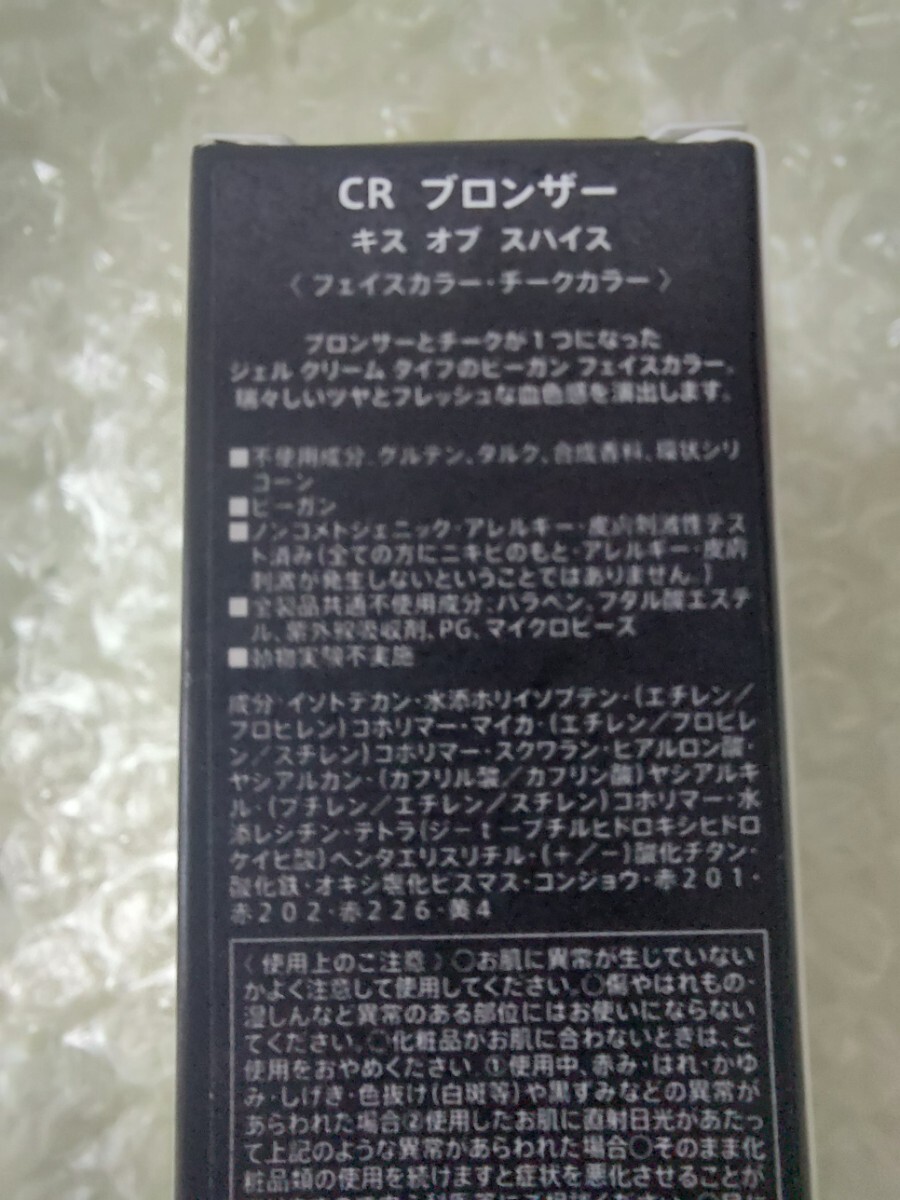 CR ブロンザー
キス オブ スパイス
〈 フェイスカラー・チークカラー 〉
ブロンザーとチークが1つになった
ジェル クリーム タイプのビーガン フェイスカラー。
瑞々しいツヤとフレッシュな血色感を演出します。
■不使用成分:グルテン、タルク、合成香料、環状シリ
コーン
■ビーガン
■ノンコメドジェニック・アレルギー・皮膚刺激性テス
ト済み(全ての方にニキビのもと・アレルギー・皮膚
刺激が発生しないということではありません。)
■全製品共通不使用成分:パラベン、フタル酸エステ
ル、紫外線吸収剤、PG、マイクロビーズ
■動物実験不実施
成分:イソドデカン・水添ポリイソブテン・(エチレン/
プロピレン)コポリマー・マイカ・(エチレン/プロピレ
ン/スチレン)コポリマー・スクワラン・ヒアルロン酸・
ヤシアルカン・(カプリル酸/カプリン酸)ヤシアルキ
ル・(ブチレン/エチレン/スチレン)コポリマー・水
添レシチン・テトラ(ジーtーブチルヒドロキシヒドロ
ケイヒ酸)ペンタエリスリチル・(+/−)酸化チタン・
酸化鉄・オキシ塩化ビスマス・コンジョウ・赤201・
赤202・赤226・黄4
〈 使用上のご注意 〉○お肌に異常が生じていない
かよく注意して使用してください。○傷やはれもの・
湿しんなど異常のある部位にはお使いにならない
でください。○化粧品がお肌に合わないときは、ご
使用をおやめください。①使用中、赤み・はれ・かゆ
み・しげき・色抜け(白斑等)や黒ずみなどの異常が
あらわれた場合②使用したお肌に直射日光があたっ
て上記のような異常があらわれた場合○そのまま化
粧品類の使用を続けますと症状を悪化させることが